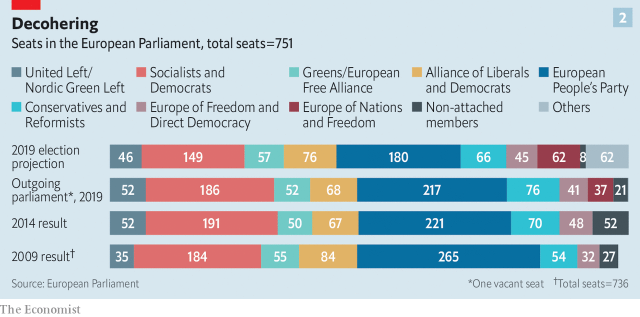 Decohering
2
Seats in the European Parliament, total seats=751
United Left/ Socialists and Greens/European Alliance of Liberals European
Nordic Green Left Democrats Free Alliance and Democrats People's Party
Conservatives and Europe of Freedom and Europe of Nations Non-attached Others
Reformists Direct Democracy and Freedom members
2019 election
projection
46 149 57 76 180 66 45 62 8 62
Outgoing
parliament*, 2019
52 186 52 68 217 76 41 37 21
2014 result 52 191 50 67 221 70 48 52
2009 result† 35 184 55 84 265 54 32 27
Source: European Parliament *One vacant seat †Total seats=736
The Economist